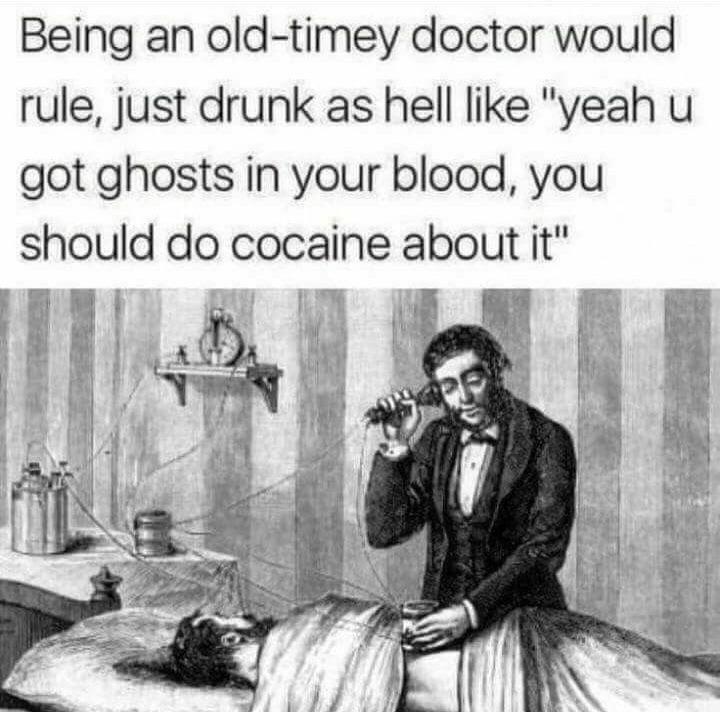 Being an old-timey doctor would
rule, just drunk as hell like "yeah u
got ghosts in your blood, you
should do cocaine about it"